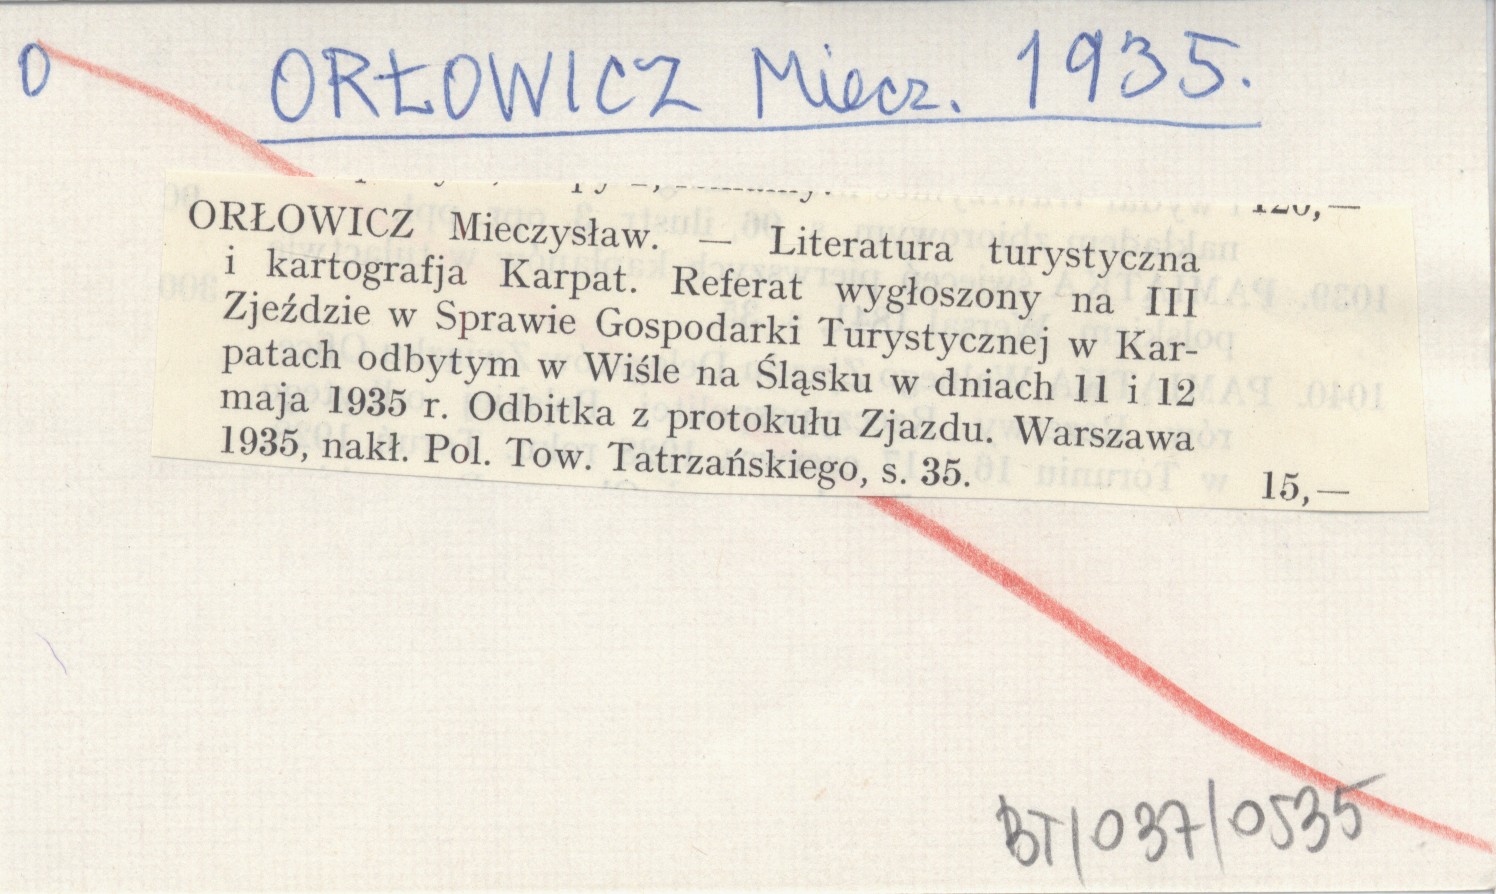 O
ORŁOWICZ Miecz. 1935.
ORŁOWICZ Mieczysław. — Literatura turystyczna
i kartografja Karpat. Referat wygłoszony na III
Zjeździe w Sprawie Gospodarki Turystycznej w Kar-
patach odbytym w Wiśle na Śląsku w dniach 11 i 12
maja 1935 r. Odbitka z protokułu Zjazdu. Warszawa
1935, nakł. Pol. Tow. Tatrzańskiego, s. 35. 15,—
BT/037/0535